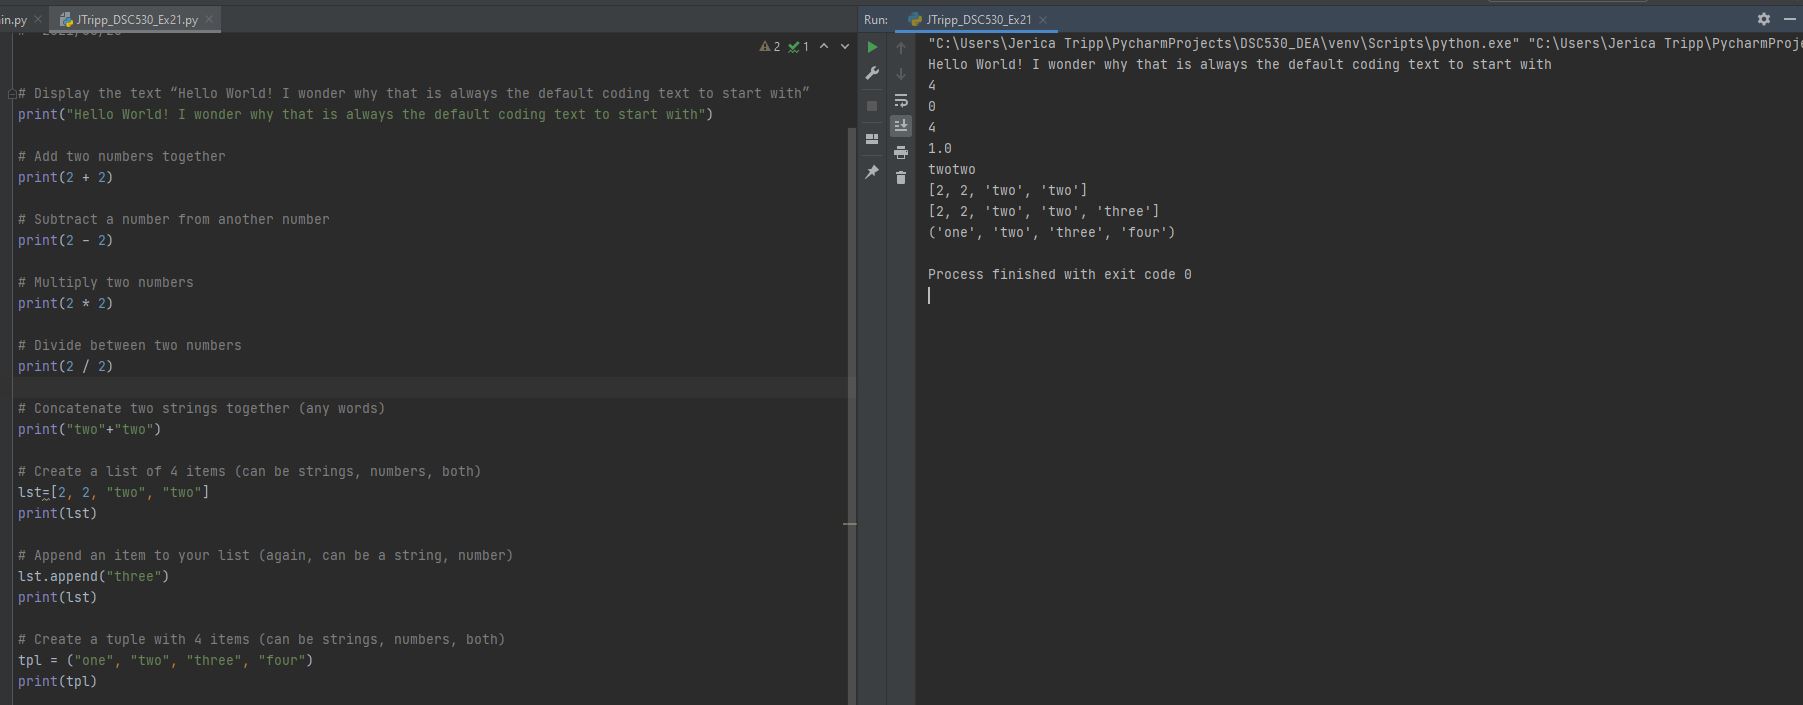 in.py
JTripp_DSC530_Ex21.py
2 1
# Display the text “Hello World! I wonder why that is always the default coding text to start with”
print("Hello World! I wonder why that is always the default coding text to start with")
# Add two numbers together
print(2 + 2)
# Subtract a number from another number
print(2 - 2)
# Multiply two numbers
print(2 * 2)
# Divide between two numbers
print(2 / 2)
# Concatenate two strings together (any words)
print("two"+"two")
# Create a list of 4 items (can be strings, numbers, both)
lst=[2, 2, "two", "two"]
print(lst)
# Append an item to your list (again, can be a string, number)
lst.append("three")
print(lst)
# Create a tuple with 4 items (can be strings, numbers, both)
tpl = ("one", "two", "three", "four")
print(tpl)
Run: JTripp_DSC530_Ex21
"C:\Users\Jerica Tripp\PycharmProjects\DSC530_DEA\venv\Scripts\python.exe" "C:\Users\Jerica Tripp\PycharmProje
Hello World! I wonder why that is always the default coding text to start with
4
0
4
1.0
twotwo
[2, 2, 'two', 'two']
[2, 2, 'two', 'two', 'three']
('one', 'two', 'three', 'four')
Process finished with exit code 0